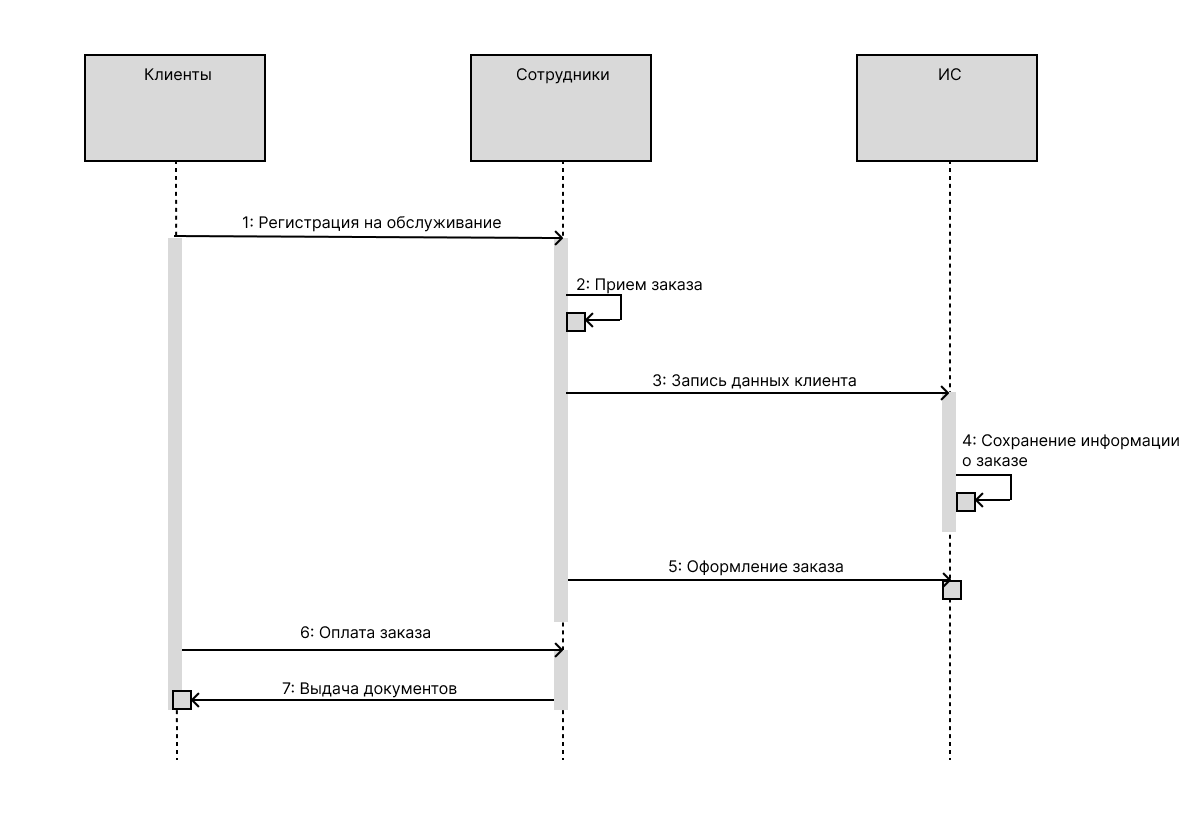 Клиенты
Сотрудники
ИС
1: Регистрация на обслуживание
2: Прием заказа
3: Запись данных клиента
4: Сохранение информации
о заказе
5: Оформление заказа
6: Оплата заказа
7: Выдача документов